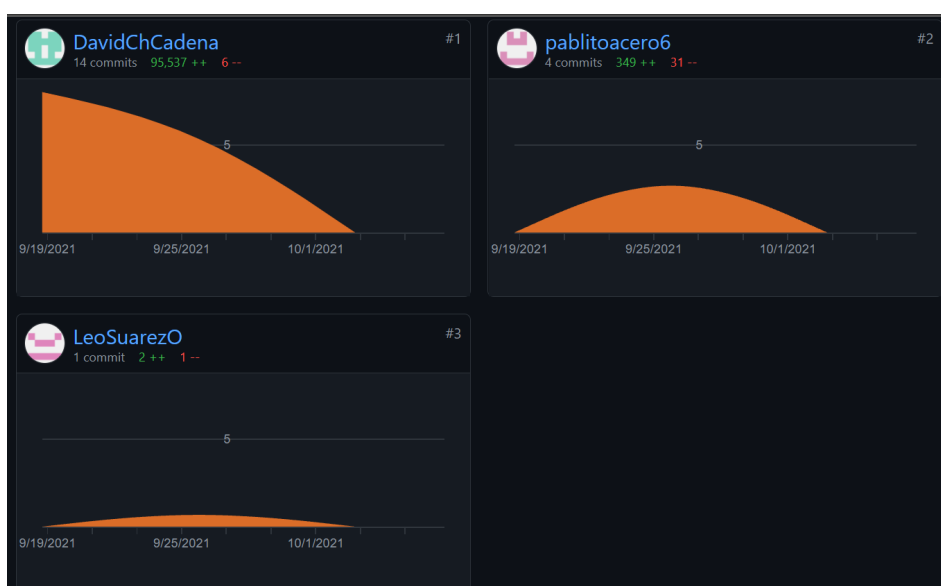 DavidChCadena #1
14 commits 95,537 ++ 6 --
5
9/19/2021 9/25/2021 10/1/2021
pablitoacero6 #2
4 commits 349 ++ 31 --
5
9/19/2021 9/25/2021 10/1/2021
LeoSuarezO #3
1 commit 2 ++ 1 --
5
9/19/2021 9/25/2021 10/1/2021